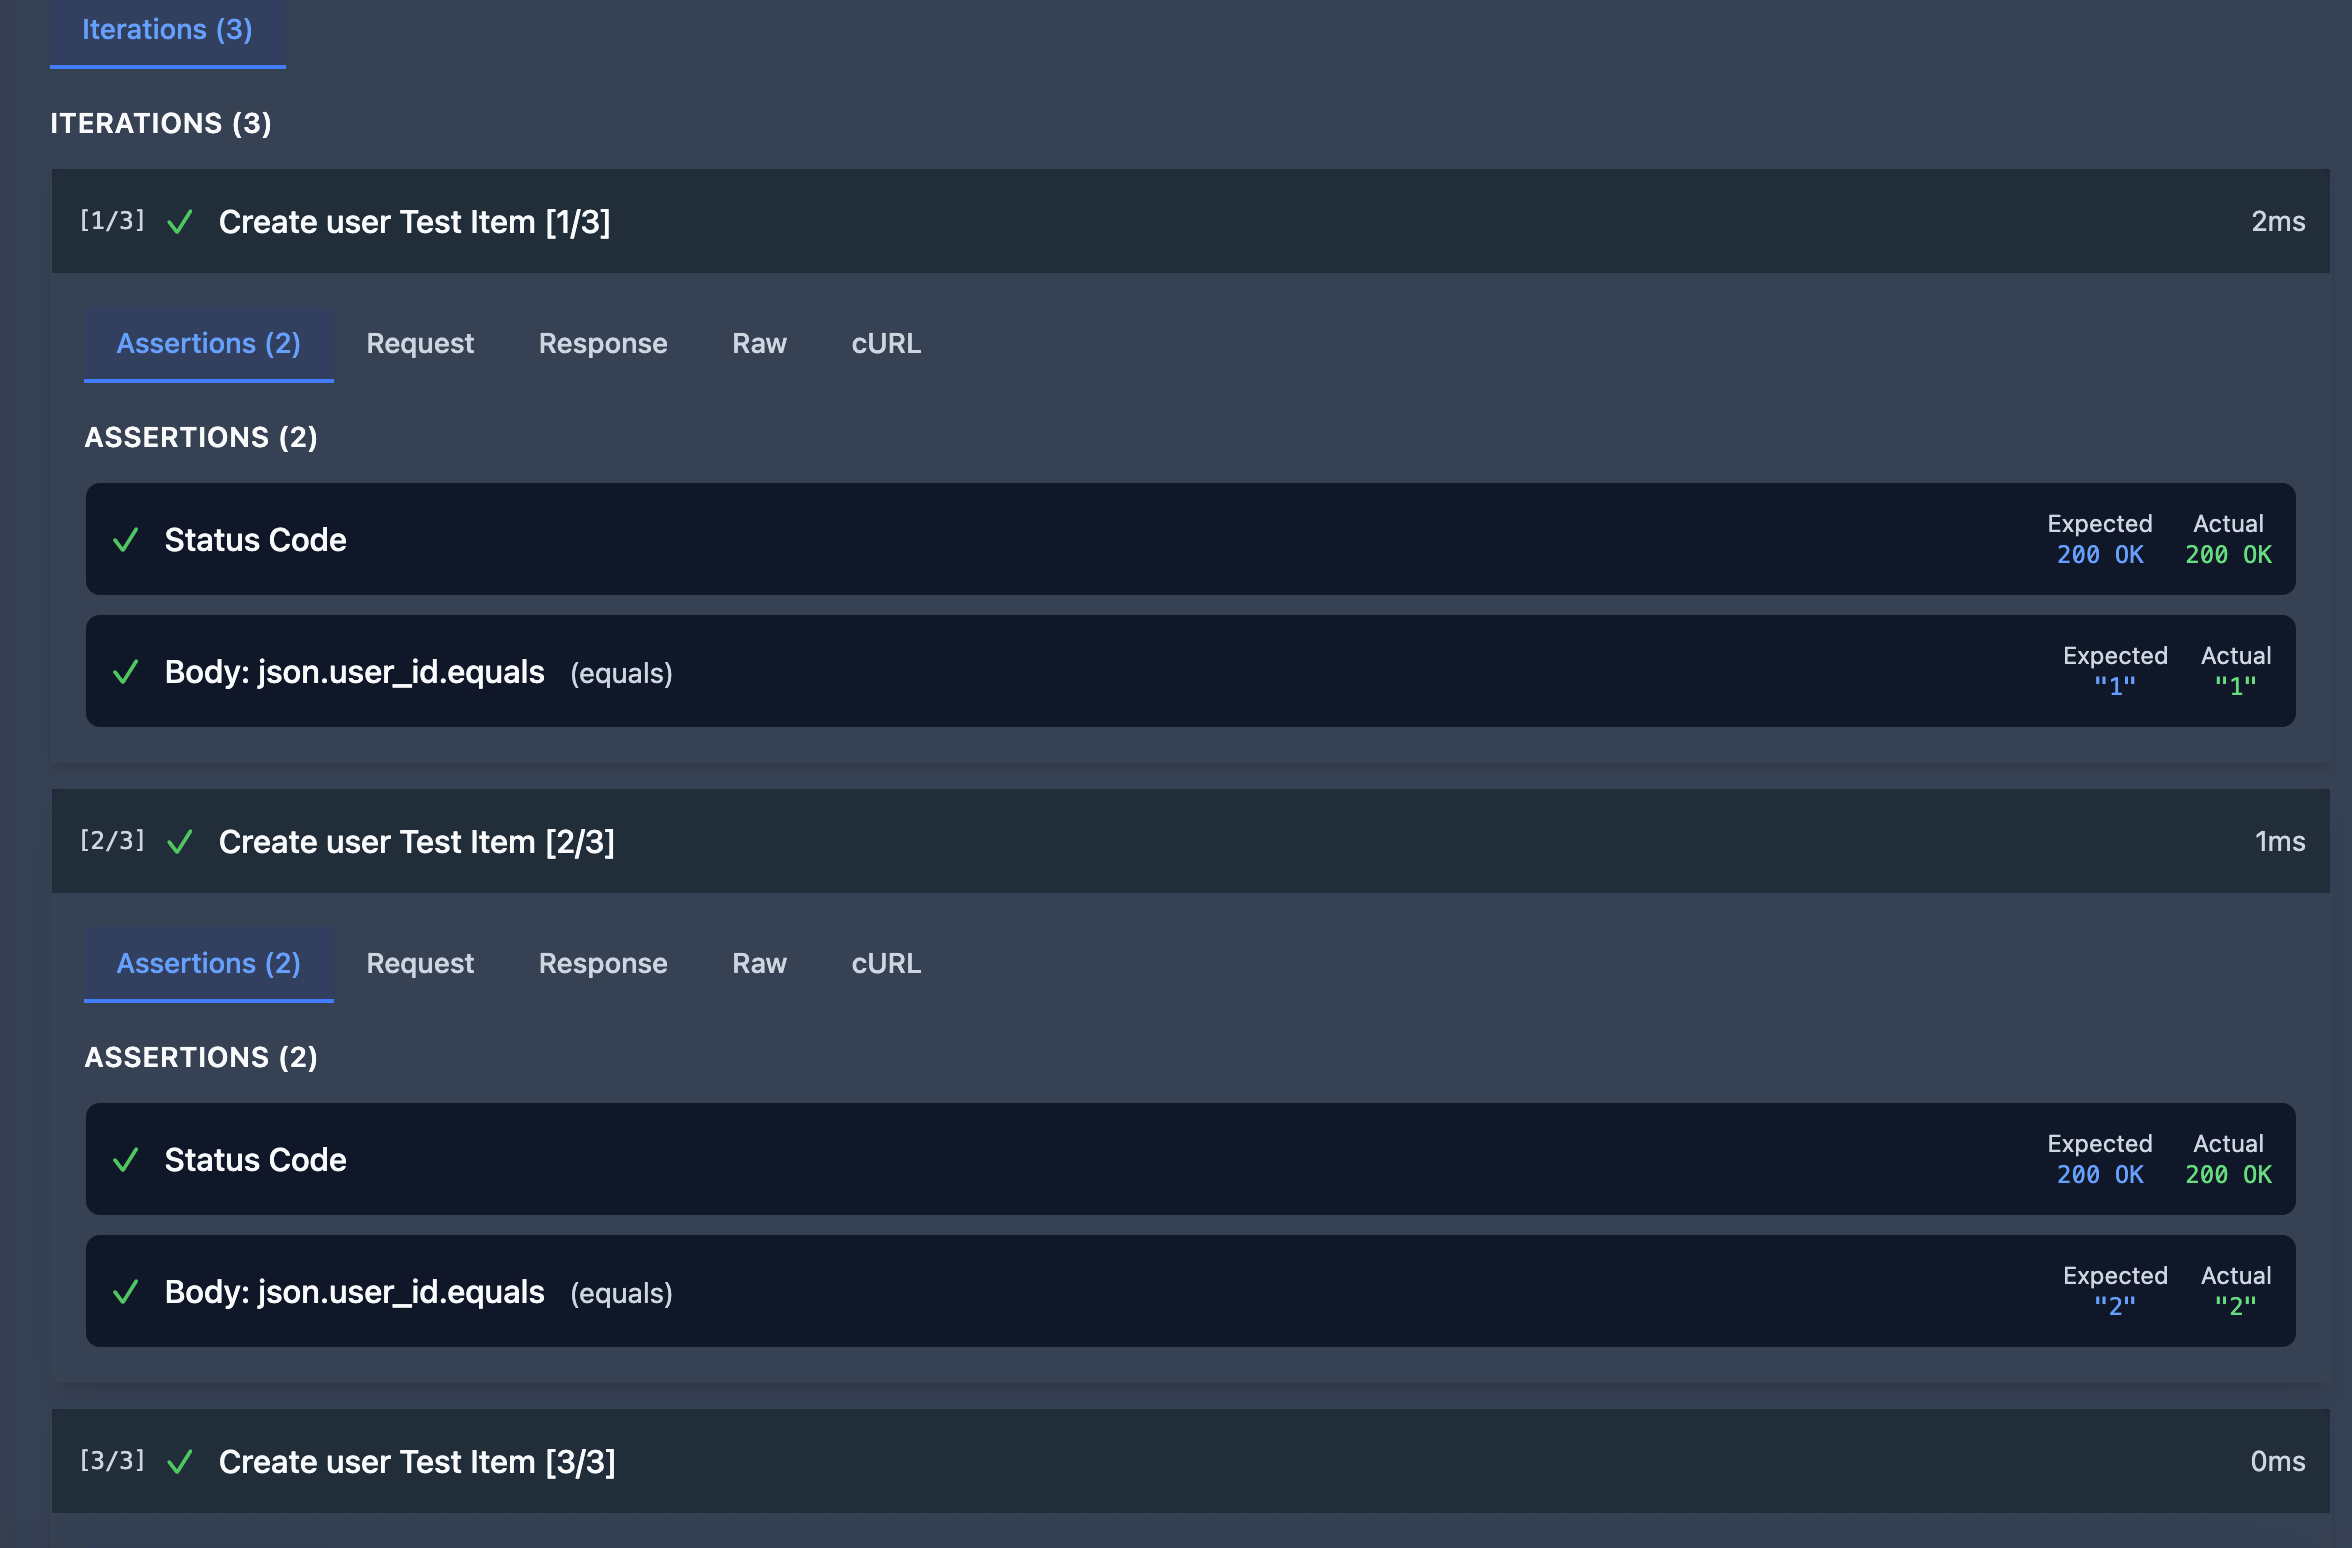 Iterations (3)
ITERATIONS (3)
[1/3] ✓ Create user Test Item [1/3] 2ms
Assertions (2) Request Response Raw cURL
ASSERTIONS (2)
✓ Status Code Expected Actual
200 OK 200 OK
✓ Body: json.user_id.equals (equals) Expected Actual
"1" "1"
[2/3] ✓ Create user Test Item [2/3] 1ms
Assertions (2) Request Response Raw cURL
ASSERTIONS (2)
✓ Status Code Expected Actual
200 OK 200 OK
✓ Body: json.user_id.equals (equals) Expected Actual
"2" "2"
[3/3] ✓ Create user Test Item [3/3] 0ms